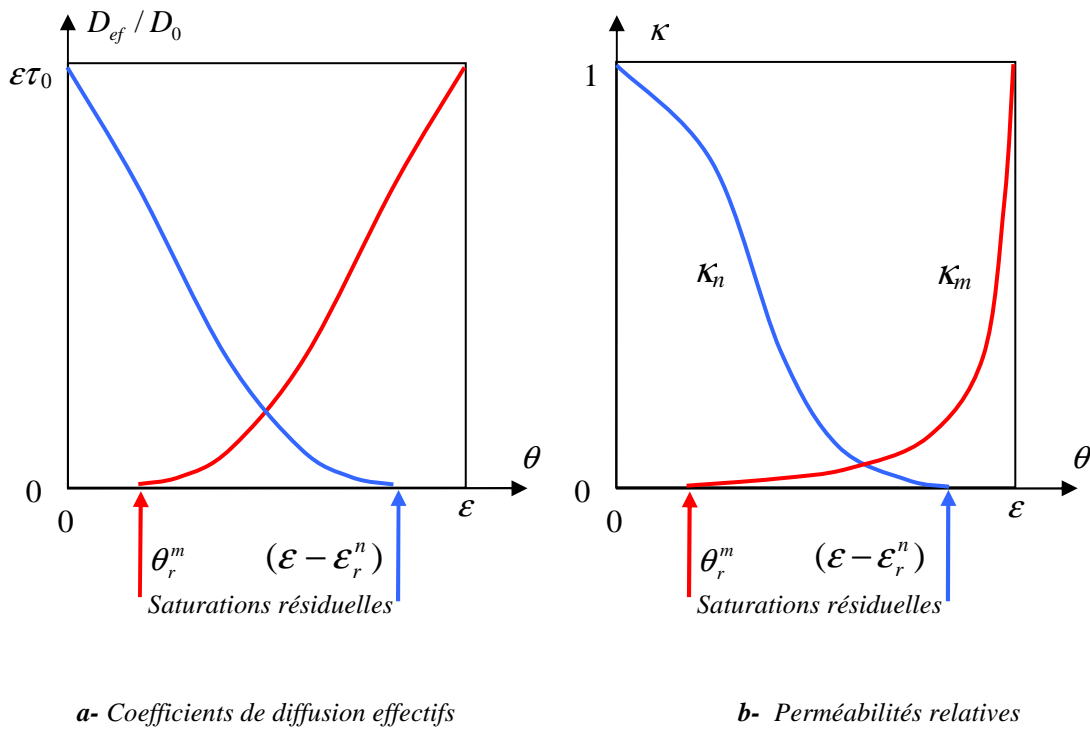 D_ef / D_0
ετ_0
0
0
θ
ε
θ_r^m
(ε − ε_r^n)
Saturations résiduelles
a- Coefficients de diffusion effectifs
κ
1
κ_n
κ_m
0
0
θ
ε
θ_r^m
(ε − ε_r^n)
Saturations résiduelles
b- Perméabilités relatives